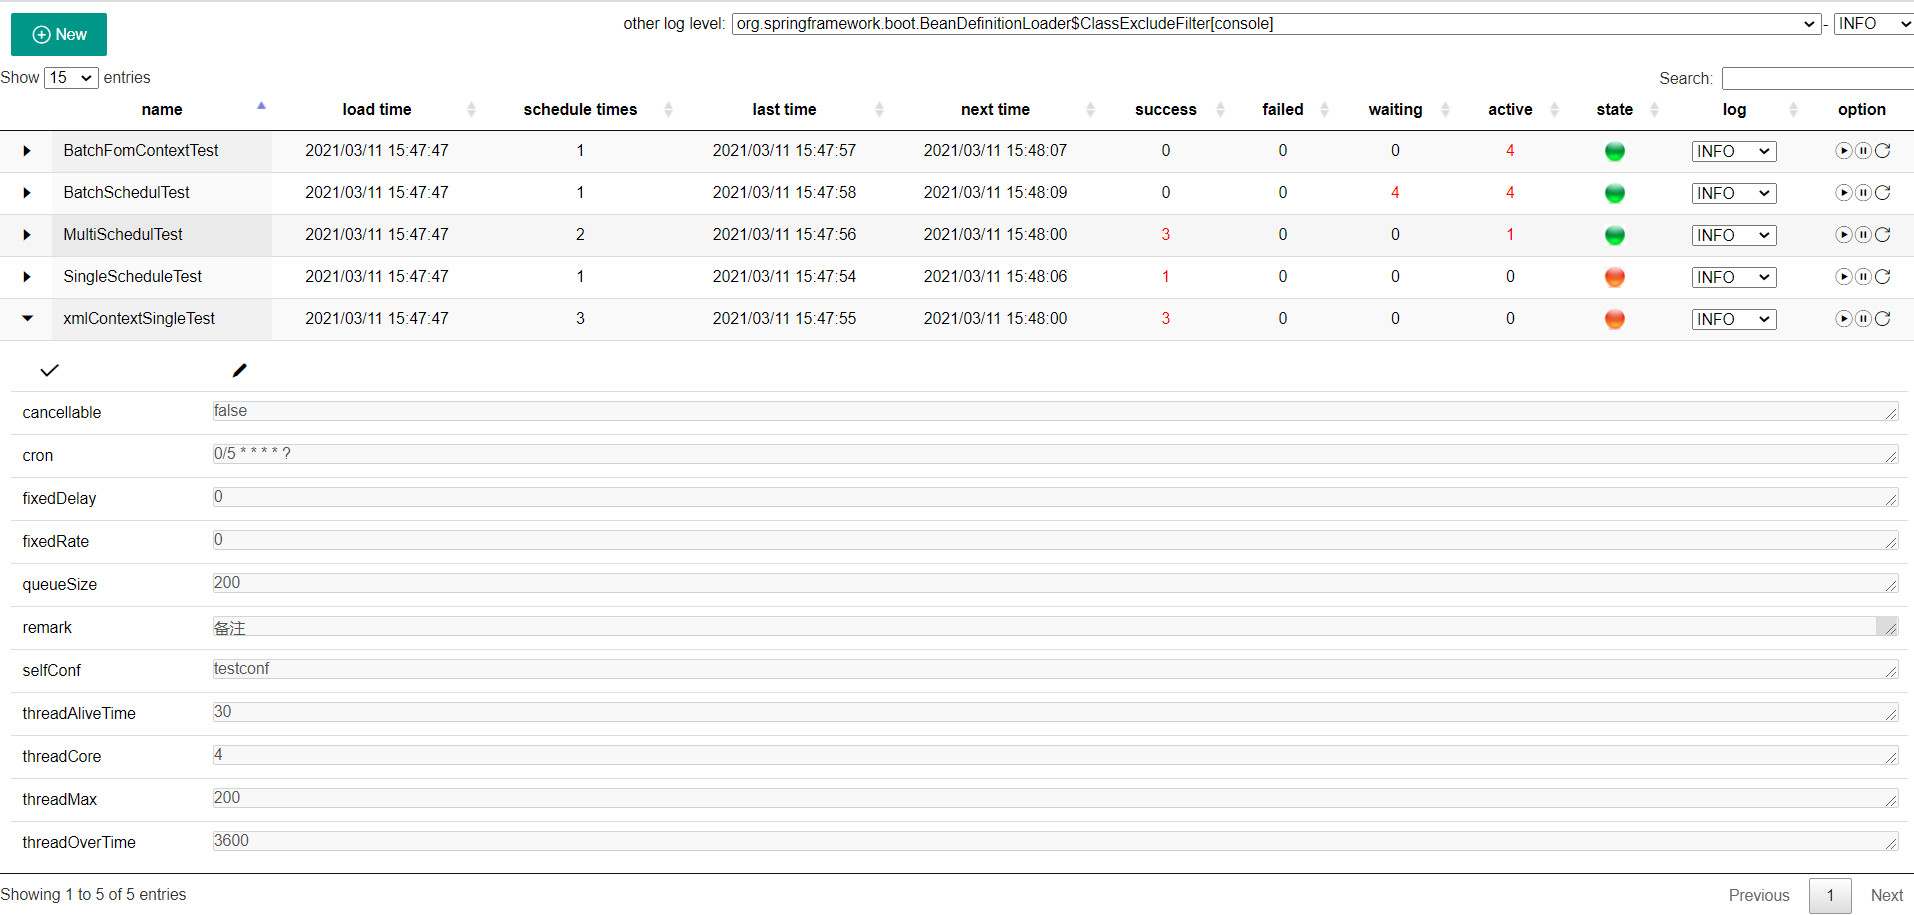 New
other log level: org.springframework.boot.BeanDefinitionLoader$ClassExcludeFilter[console] - INFO
Show 15 entries
Search:
name load time schedule times last time next time success failed waiting active state log option
BatchFomContextTest 2021/03/11 15:47:47 1 2021/03/11 15:47:57 2021/03/11 15:48:07 0 0 0 4 INFO
BatchSchedulTest 2021/03/11 15:47:47 1 2021/03/11 15:47:58 2021/03/11 15:48:09 0 0 4 4 INFO
MultiSchedulTest 2021/03/11 15:47:47 2 2021/03/11 15:47:56 2021/03/11 15:48:00 3 0 0 1 INFO
SingleScheduleTest 2021/03/11 15:47:47 1 2021/03/11 15:47:54 2021/03/11 15:48:06 1 0 0 0 INFO
xmlContextSingleTest 2021/03/11 15:47:47 3 2021/03/11 15:47:55 2021/03/11 15:48:00 3 0 0 0 INFO
cancellable false
cron 0/5 * * * * ?
fixedDelay 0
fixedRate 0
queueSize 200
remark 备注
selfConf testconf
threadAliveTime 30
threadCore 4
threadMax 200
threadOverTime 3600
Showing 1 to 5 of 5 entries
Previous 1 Next